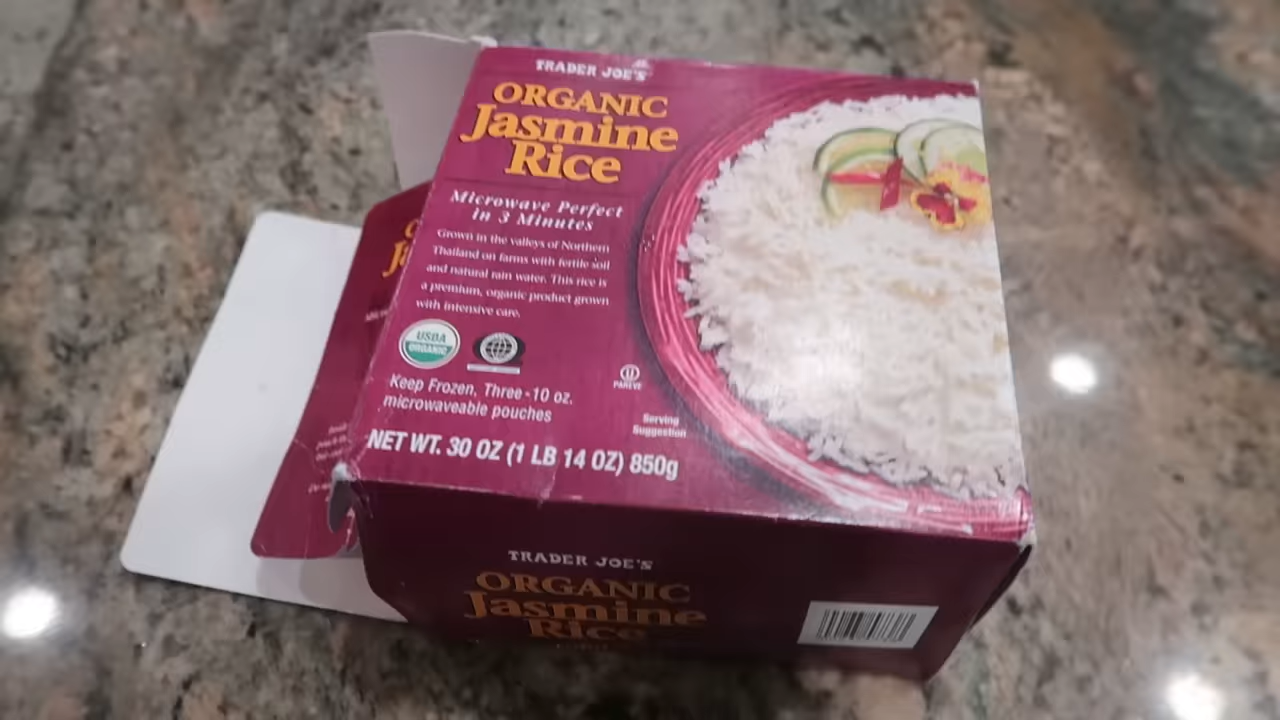 TRADER JOE'S
ORGANIC
Jasmine
Rice
Microwave Perfect
in 3 Minutes
Grown in the valleys of Northern
Thailand on farms with fertile soil
and natural rain water. This rice is
a premium, organic product grown
with intensive care.
USDA
ORGANIC
U
PAREVE
Keep Frozen, Three - 10 oz.
microwaveable pouches
Serving
Suggestion
NET WT. 30 OZ (1 LB 14 OZ) 850g
TRADER JOE'S
ORGANIC
Jasmine
Rice